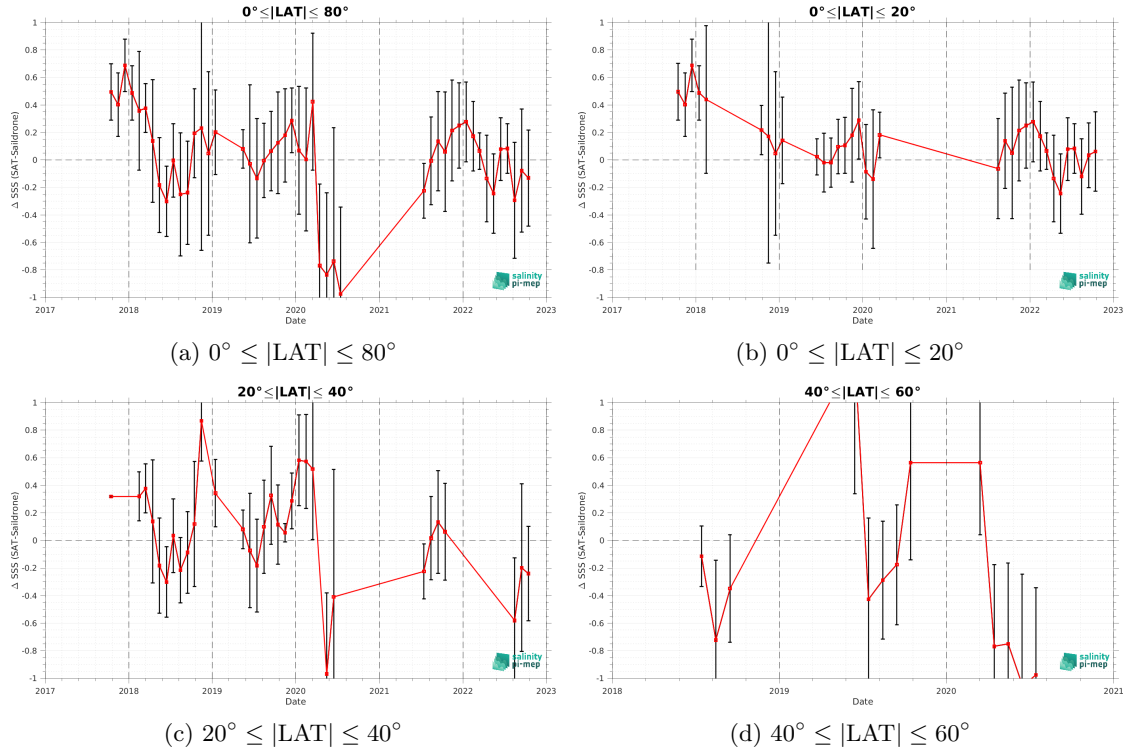 0°≤|LAT|≤ 80°
Δ SSS (SAT-Saildrone)
1
0.8
0.6
0.4
0.2
0
-0.2
-0.4
-0.6
-0.8
-1
salinity
pi-mep
2017 2018 2019 2020 2021 2022 2023
Date
(a) 0° ≤ |LAT| ≤ 80°
0°≤|LAT|≤ 20°
Δ SSS (SAT-Saildrone)
1
0.8
0.6
0.4
0.2
0
-0.2
-0.4
-0.6
-0.8
-1
salinity
pi-mep
2017 2018 2019 2020 2021 2022 2023
Date
(b) 0° ≤ |LAT| ≤ 20°
20°≤|LAT|≤ 40°
Δ SSS (SAT-Saildrone)
1
0.8
0.6
0.4
0.2
0
-0.2
-0.4
-0.6
-0.8
-1
salinity
pi-mep
2017 2018 2019 2020 2021 2022 2023
Date
(c) 20° ≤ |LAT| ≤ 40°
40°≤|LAT|≤ 60°
Δ SSS (SAT-Saildrone)
1
0.8
0.6
0.4
0.2
0
-0.2
-0.4
-0.6
-0.8
-1
salinity
pi-mep
2018 2019 2020 2021
Date
(d) 40° ≤ |LAT| ≤ 60°